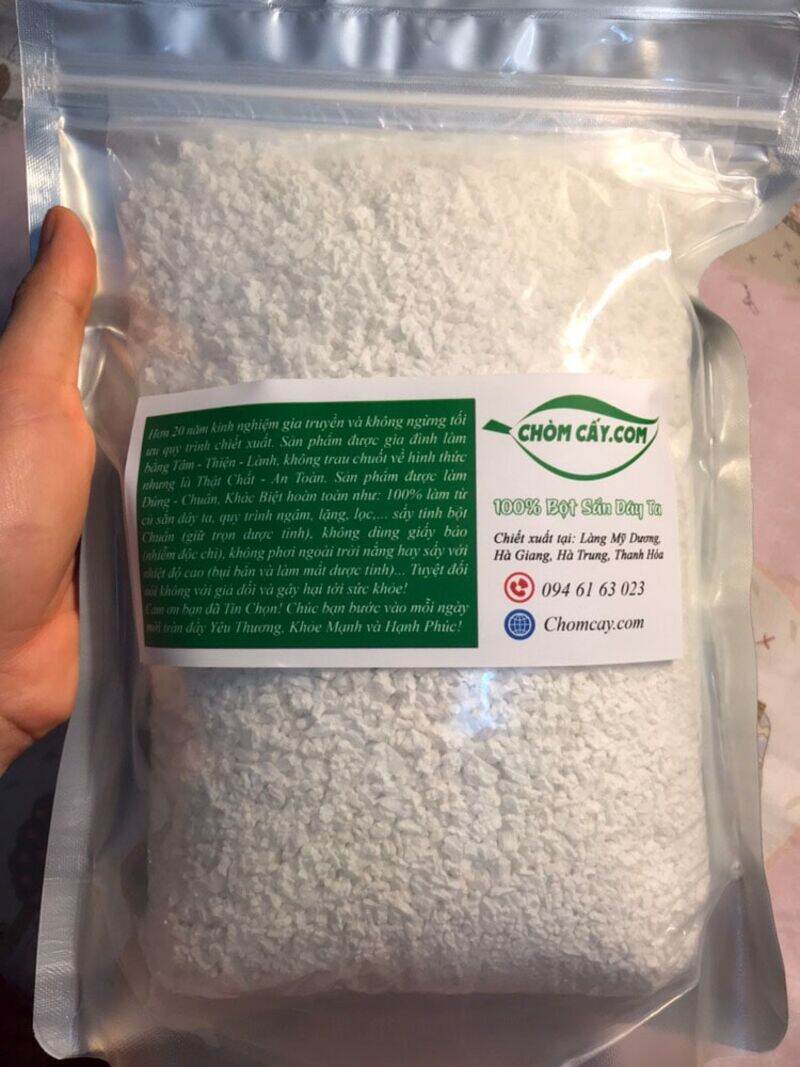 Hơn 20 năm kinh nghiệm gia truyền và không ngừng tối
ưu quy trình chiết xuất. Sản phẩm được gia đình làm
bằng Tâm - Thiện - Lành, không trau chuốt về hình thức
nhưng là Thật Chất - An Toàn. Sản phẩm được làm
Đúng - Chuẩn, Khác Biệt hoàn toàn như: 100% làm từ
củ sắn dây ta, quy trình ngâm, lắng, lọc,... sấy tinh bột
Chuẩn (giữ trọn dược tính), không dùng giấy báo
(nhiễm độc chì), không phơi ngoài trời nắng hay sấy với
nhiệt độ cao (bụi bẩn và làm mất dược tính)... Tuyệt đối
nói không với giả dối và gây hại tới sức khỏe!
Cảm ơn bạn đã Tin Chọn! Chúc bạn bước vào mỗi ngày
mới tràn đầy Yêu Thương, Khỏe Mạnh và Hạnh Phúc!
CHÒM CẤY.COM
100% Bột Sắn Dây Ta
Chiết xuất tại: Làng Mỹ Dương,
Hà Giang, Hà Trung, Thanh Hóa
094 61 63 023
Chomcay.com